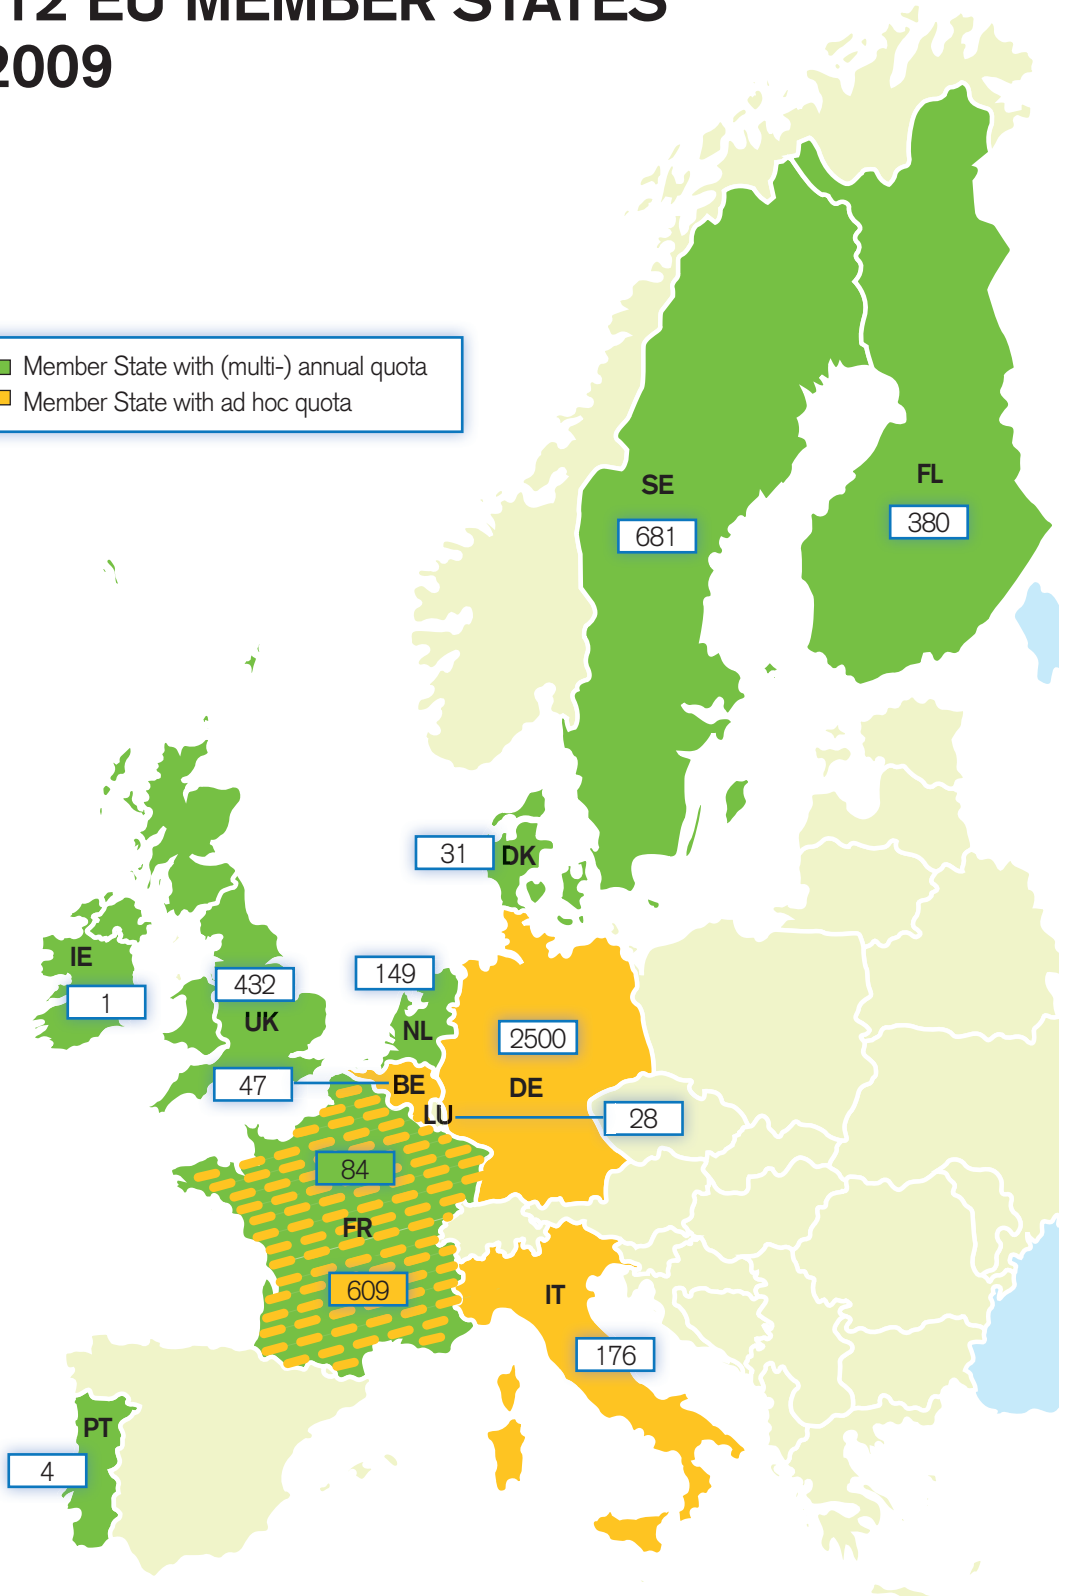 12 EU MEMBER STATES
2009
Member State with (multi-) annual quota
Member State with ad hoc quota
SE
681
FL
380
31
DK
IE
1
432
UK
149
NL
2500
DE
47
BE
LU
28
84
FR
609
IT
176
PT
4